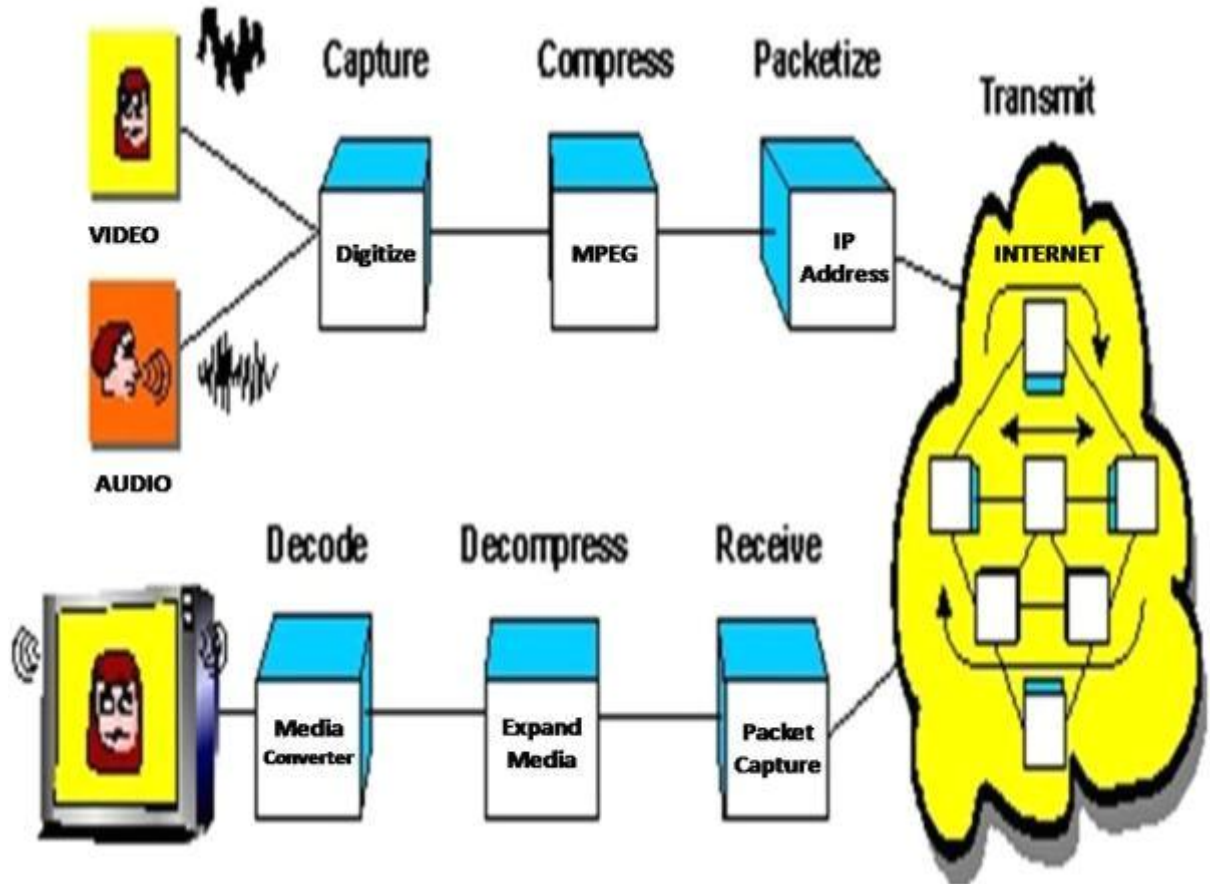 Capture
Compress
Packetize
Transmit
VIDEO
Digitize
MPEG
IP
Address
INTERNET
AUDIO
Decode
Decompress
Receive
Media
Converter
Expand
Media
Packet
Capture